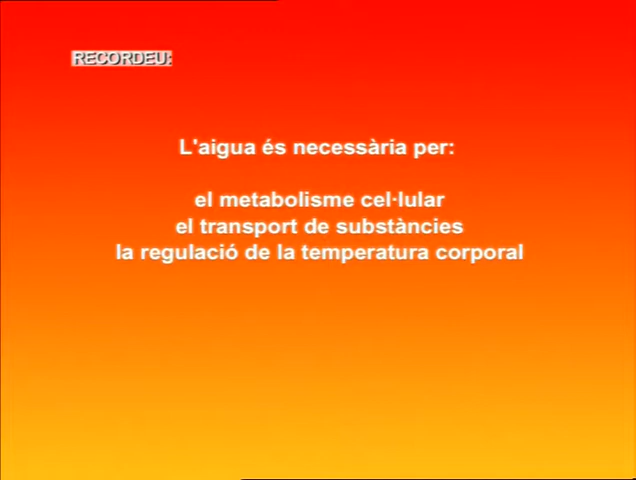 RECORDEU:
L'aigua és necessària per:
el metabolisme cel·lular
el transport de substàncies
la regulació de la temperatura corporal